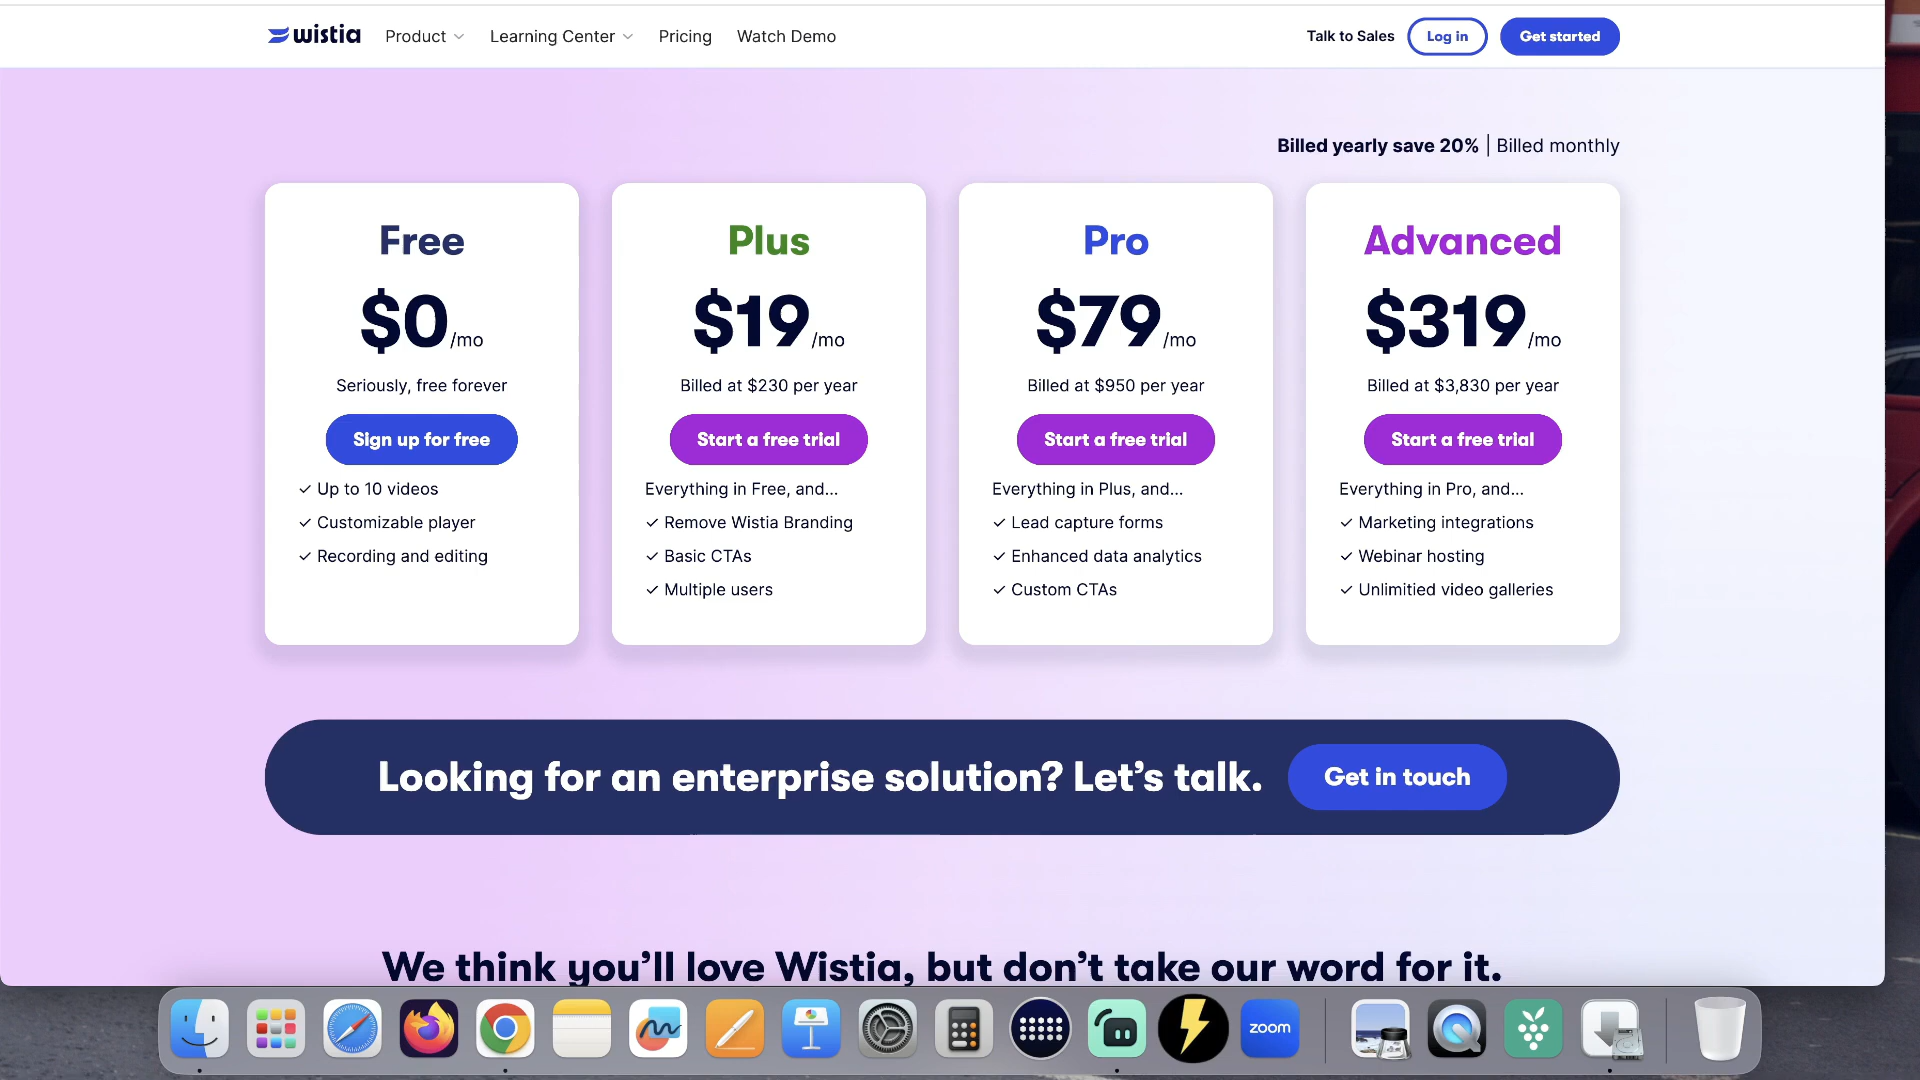 wistia Product Learning Center Pricing Watch Demo Talk to Sales Log in Get started
Billed yearly save 20% | Billed monthly
Free
$0/mo
Seriously, free forever
Sign up for free
✓ Up to 10 videos
✓ Customizable player
✓ Recording and editing
Plus
$19/mo
Billed at $230 per year
Start a free trial
Everything in Free, and...
✓ Remove Wistia Branding
✓ Basic CTAs
✓ Multiple users
Pro
$79/mo
Billed at $950 per year
Start a free trial
Everything in Plus, and...
✓ Lead capture forms
✓ Enhanced data analytics
✓ Custom CTAs
Advanced
$319/mo
Billed at $3,830 per year
Start a free trial
Everything in Pro, and...
✓ Marketing integrations
✓ Webinar hosting
✓ Unlimitied video galleries
Looking for an enterprise solution? Let's talk. Get in touch
We think you'll love Wistia, but don't take our word for it.
zoom